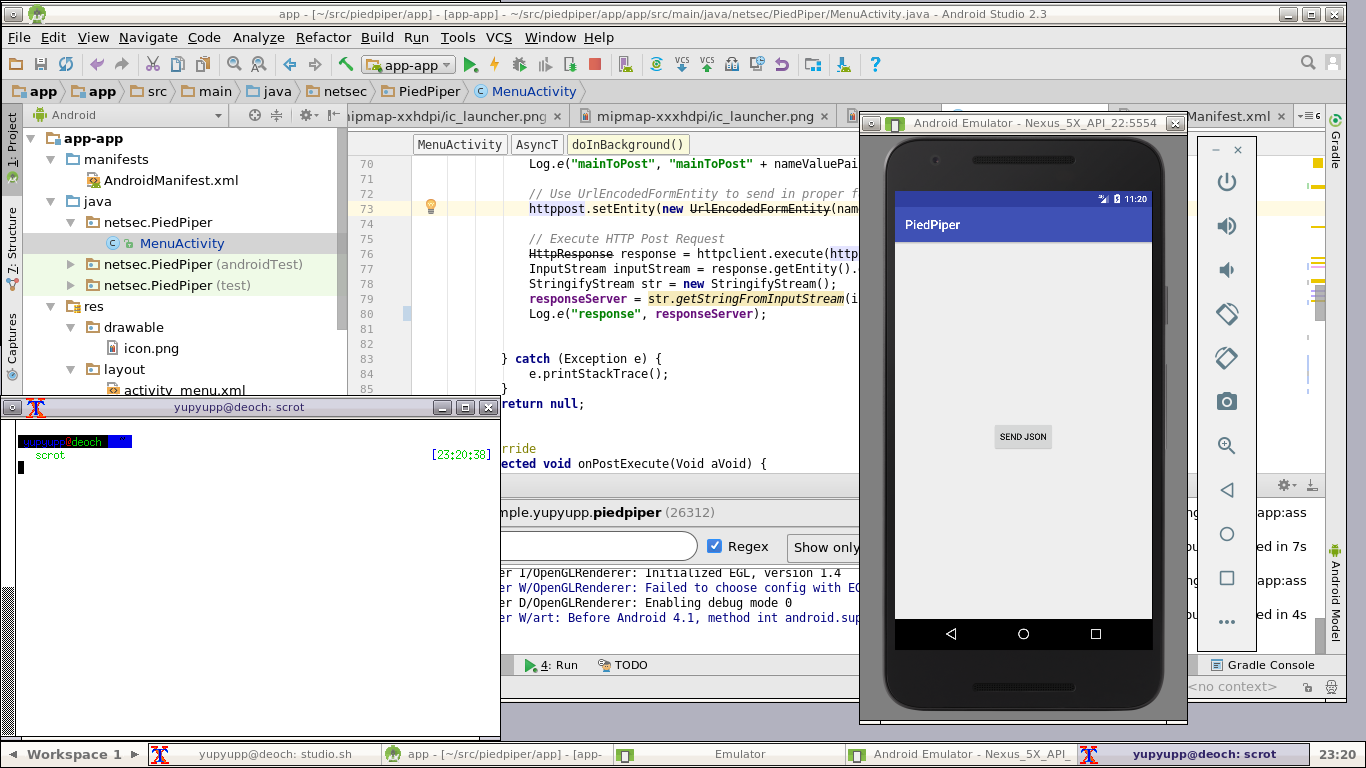 app - [~/src/piedpiper/app] - [app-app] - ~/src/piedpiper/app/app/src/main/java/netsec/PiedPiper/MenuActivity.java - Android Studio 2.3
File Edit View Navigate Code Analyze Refactor Build Run Tools VCS Window Help
app-app
VCS VCS
app app src main java netsec PiedPiper MenuActivity
1: Project
7: Structure
Captures
Android
app-app
manifests
AndroidManifest.xml
java
netsec.PiedPiper
MenuActivity
netsec.PiedPiper (androidTest)
netsec.PiedPiper (test)
res
drawable
icon.png
layout
activity_menu.xml
mipmap-xxhdpi/ic_launcher.png mipmap-xxxhdpi/ic_launcher.png Manifest.xml 6
MenuActivity AsyncT doInBackground()
70 Log.e("mainToPost", "mainToPost" + nameValuePai
71
72 // Use UrlEncodedFormEntity to send in proper f
73 httppost.setEntity(new UrlEncodedFormEntity(nam
74
75 // Execute HTTP Post Request
76 HttpResponse response = httpclient.execute(http
77 InputStream inputStream = response.getEntity().
78 StringifyStream str = new StringifyStream();
79 responseServer = str.getStringFromInputStream(i
80 Log.e("response", responseServer);
81
82
83 } catch (Exception e) {
84 e.printStackTrace();
85 }
return null;
rride
ected void onPostExecute(Void aVoid) {
mple.yupyupp.piedpiper (26312)
Regex Show only
er I/OpenGLRenderer: Initialized EGL, version 1.4
er W/OpenGLRenderer: Failed to choose config with EG
er D/OpenGLRenderer: Enabling debug mode 0
er W/art: Before Android 4.1, method int android.sup
4: Run TODO
Gradle Console
<no context>
Gradle
Android Model
app:ass
ed in 7s
app:ass
ed in 4s
Android Emulator - Nexus_5X_API_22:5554
11:20
PiedPiper
SEND JSON
yupyupp@deoch: scrot
yupyupp@deoch ~
scrot [23:20:38]
Workspace 1 yupyupp@deoch: studio.sh app - [~/src/piedpiper/app] - [app- Emulator Android Emulator - Nexus_5X_API_ yupyupp@deoch: scrot 23:20